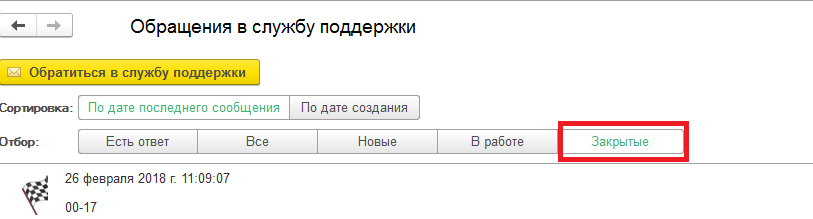 Обращения в службу поддержки
Обратиться в службу поддержки
Сортировка: По дате последнего сообщения По дате создания
Отбор: Есть ответ Все Новые В работе Закрытые
26 февраля 2018 г. 11:09:07
00-17